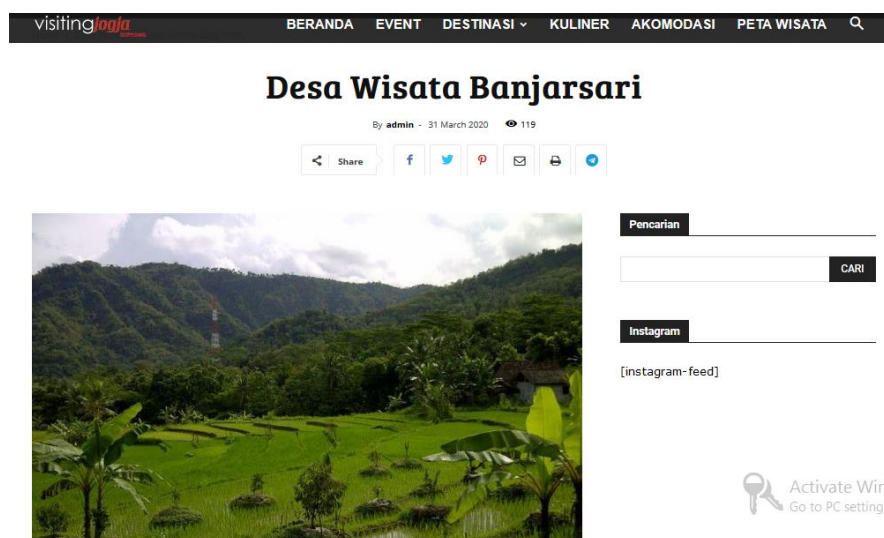 visitingjogja
BERANDA EVENT DESTINASI KULINER AKOMODASI PETA WISATA
Desa Wisata Banjarsari
By admin - 31 March 2020 119
Share
Pencarian
CARI
Instagram
[instagram-feed]
Activate Win
Go to PC setting